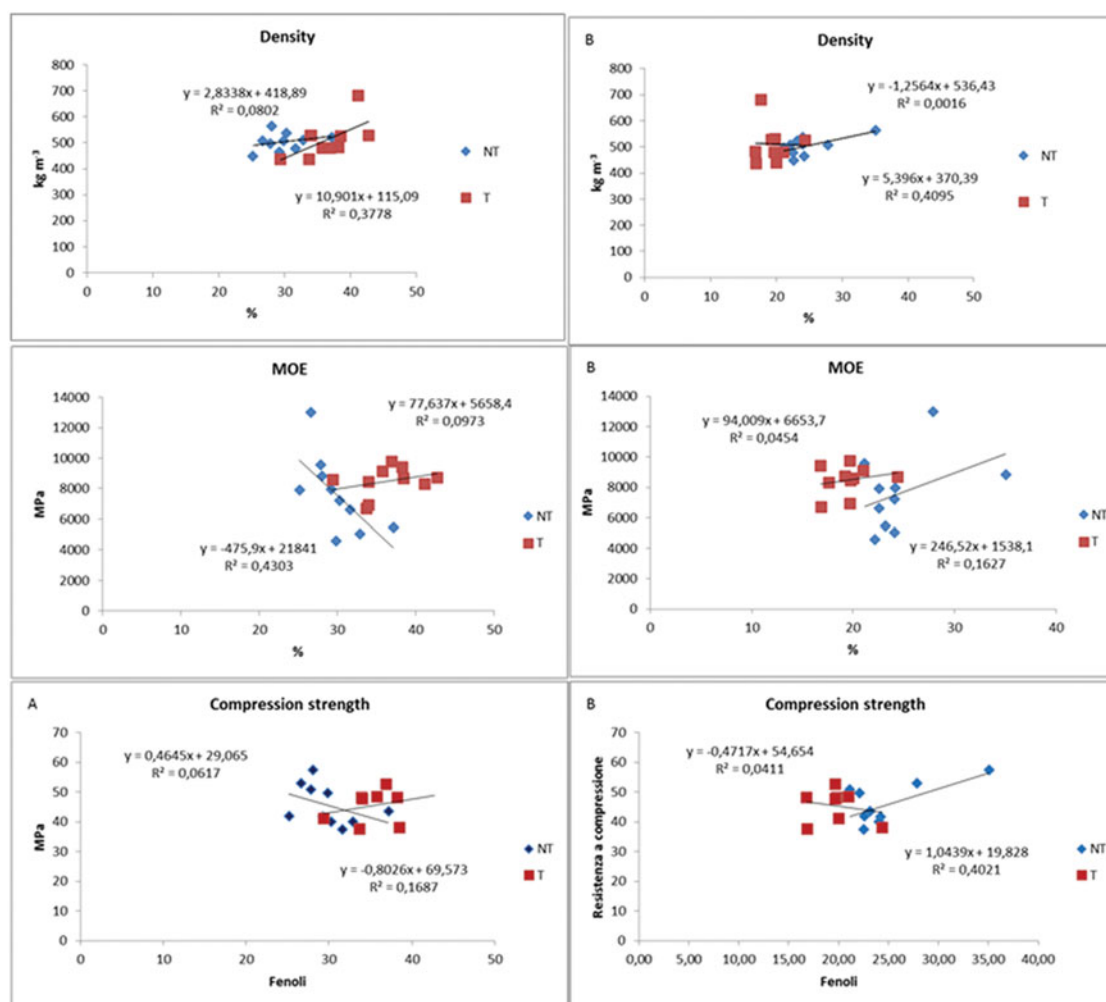 Density
800
700
600
500
400
300
200
100
0
kg m⁻³
y = 2,8338x + 418,89
R² = 0,0802
y = 10,901x + 115,09
R² = 0,3778
NT
T
0 10 20 30 40 50
%
B
Density
800
700
600
500
400
300
200
100
0
kg m⁻³
y = -1,2564x + 536,43
R² = 0,0016
y = 5,396x + 370,39
R² = 0,4095
NT
T
0 10 20 30 40 50
%
MOE
14000
12000
10000
8000
6000
4000
2000
0
MPa
y = 77,637x + 5658,4
R² = 0,0973
y = -475,9x + 21841
R² = 0,4303
NT
T
0 10 20 30 40 50
%
B
MOE
14000
12000
10000
8000
6000
4000
2000
0
MPa
y = 94,009x + 6653,7
R² = 0,0454
y = 246,52x + 1538,1
R² = 0,1627
NT
T
0 10 20 30 40
%
A
Compression strength
70
60
50
40
30
20
10
0
MPa
y = 0,4645x + 29,065
R² = 0,0617
y = -0,8026x + 69,573
R² = 0,1687
NT
T
0 10 20 30 40 50
Fenoli
B
Compression strength
70
60
50
40
30
20
10
0
Resistenza a compressione
y = -0,4717x + 54,654
R² = 0,0411
y = 1,0439x + 19,828
R² = 0,4021
NT
T
0,00 5,00 10,00 15,00 20,00 25,00 30,00 35,00 40,00
Fenoli